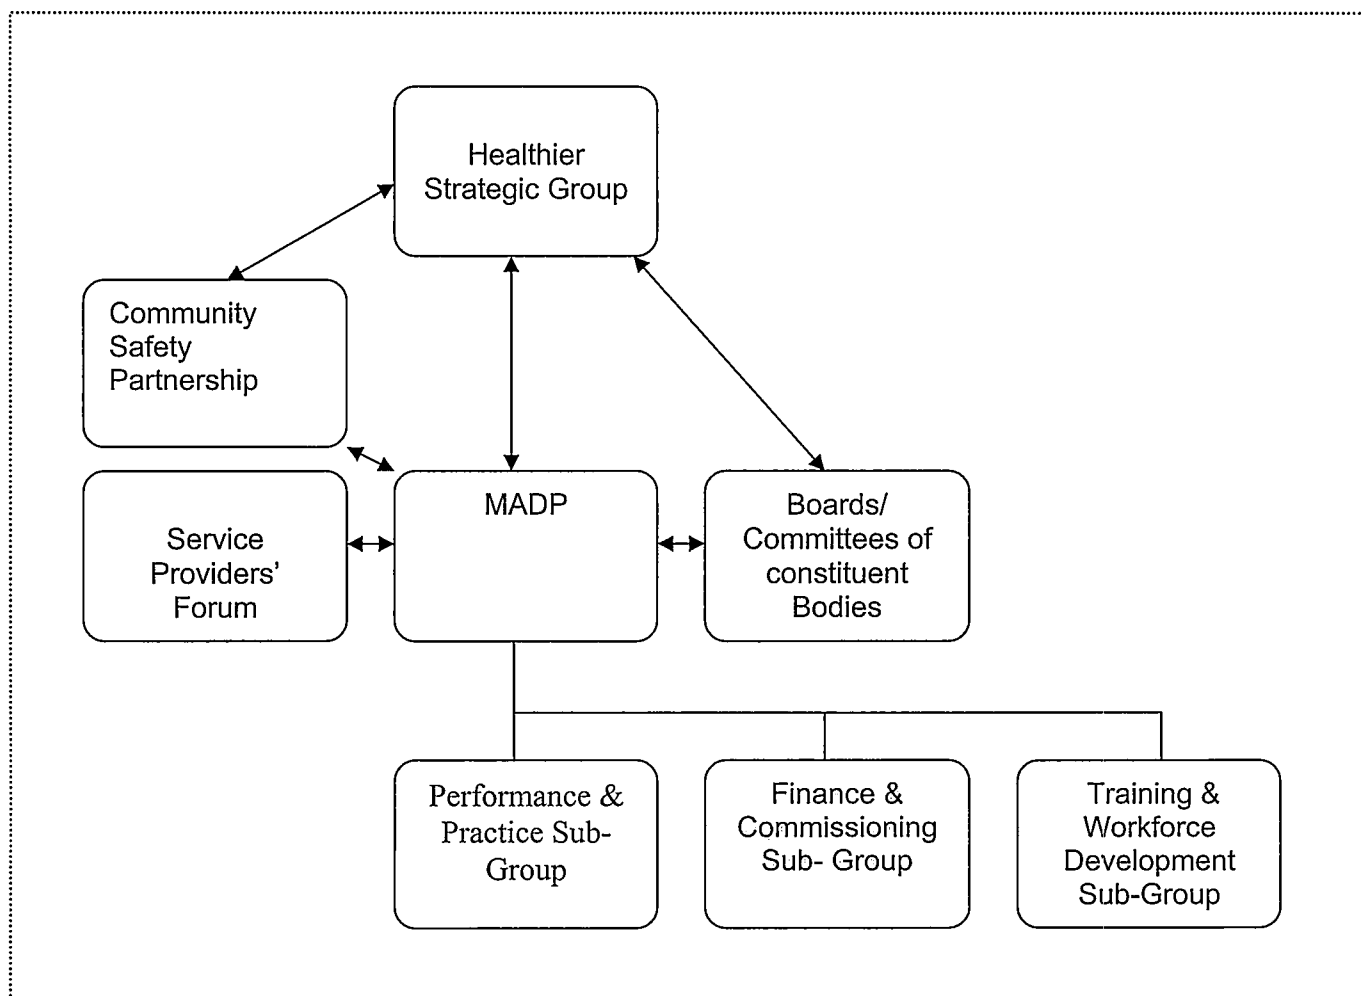 Healthier
Strategic Group
Community
Safety
Partnership
MADP
Service
Providers’
Forum
Boards/
Committees of
constituent
Bodies
Performance &
Practice Sub-
Group
Finance &
Commissioning
Sub- Group
Training &
Workforce
Development
Sub-Group